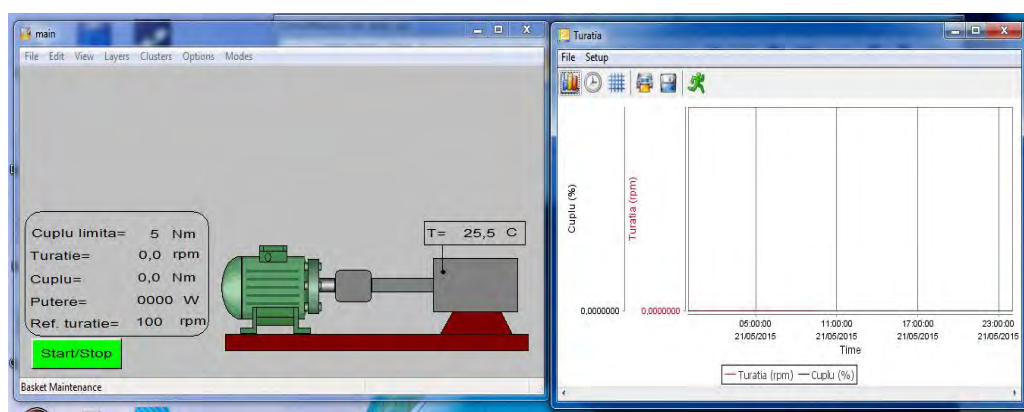 main
File Edit View Layers Clusters Options Modes
Cuplu limita= 5 Nm
Turatie= 0,0 rpm
Cuplu= 0,0 Nm
Putere= 0000 W
Ref. turatie= 100 rpm
Start/Stop
T= 25,5 C
Basket Maintenance
Turatia
File Setup
Cuplu (%)
Turatia (rpm)
0,0000000 0,0000000
05:00:00 11:00:00 17:00:00 23:00:00
21/05/2015 21/05/2015 21/05/2015 21/05/2015
Time
Turatia (rpm) Cuplu (%)